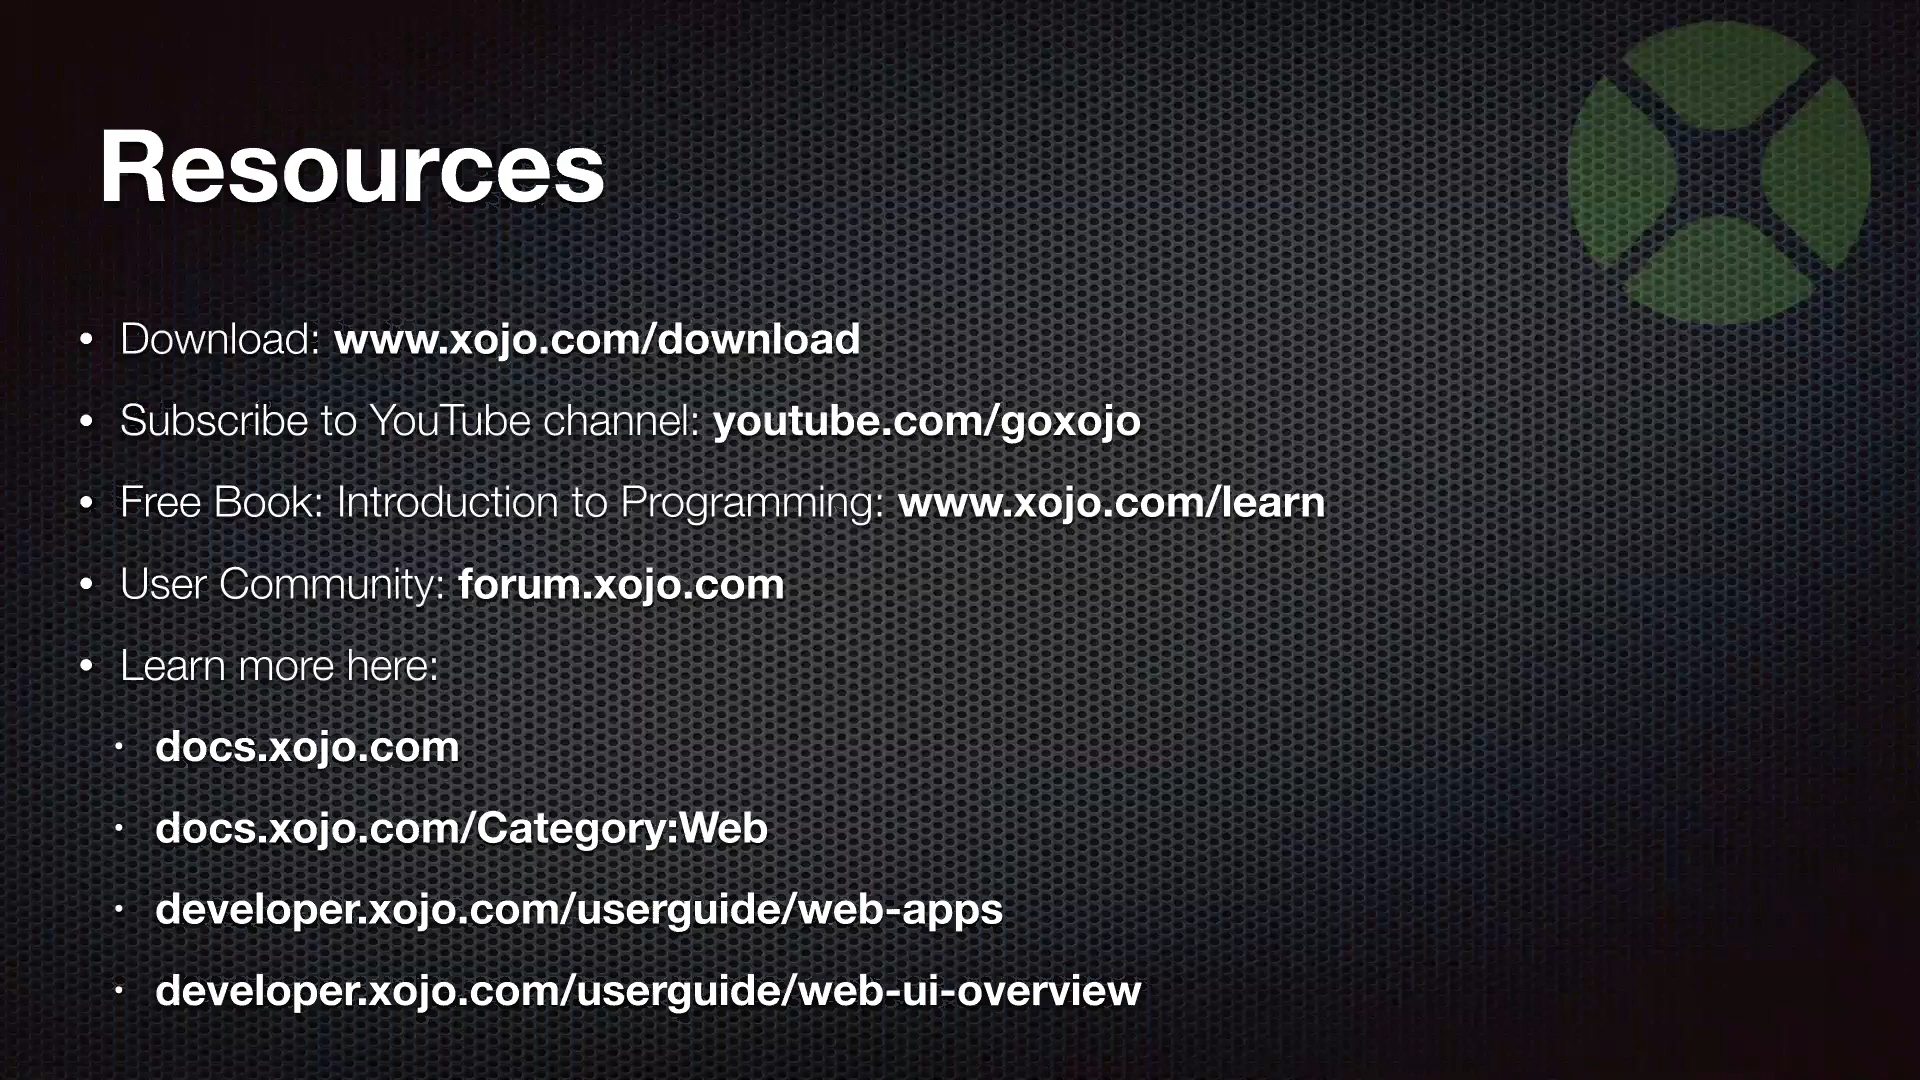 Resources
• Download: www.xojo.com/download
• Subscribe to YouTube channel: youtube.com/goxojo
• Free Book: Introduction to Programming: www.xojo.com/learn
• User Community: forum.xojo.com
• Learn more here:
• docs.xojo.com
• docs.xojo.com/Category:Web
• developer.xojo.com/userguide/web-apps
• developer.xojo.com/userguide/web-ui-overview